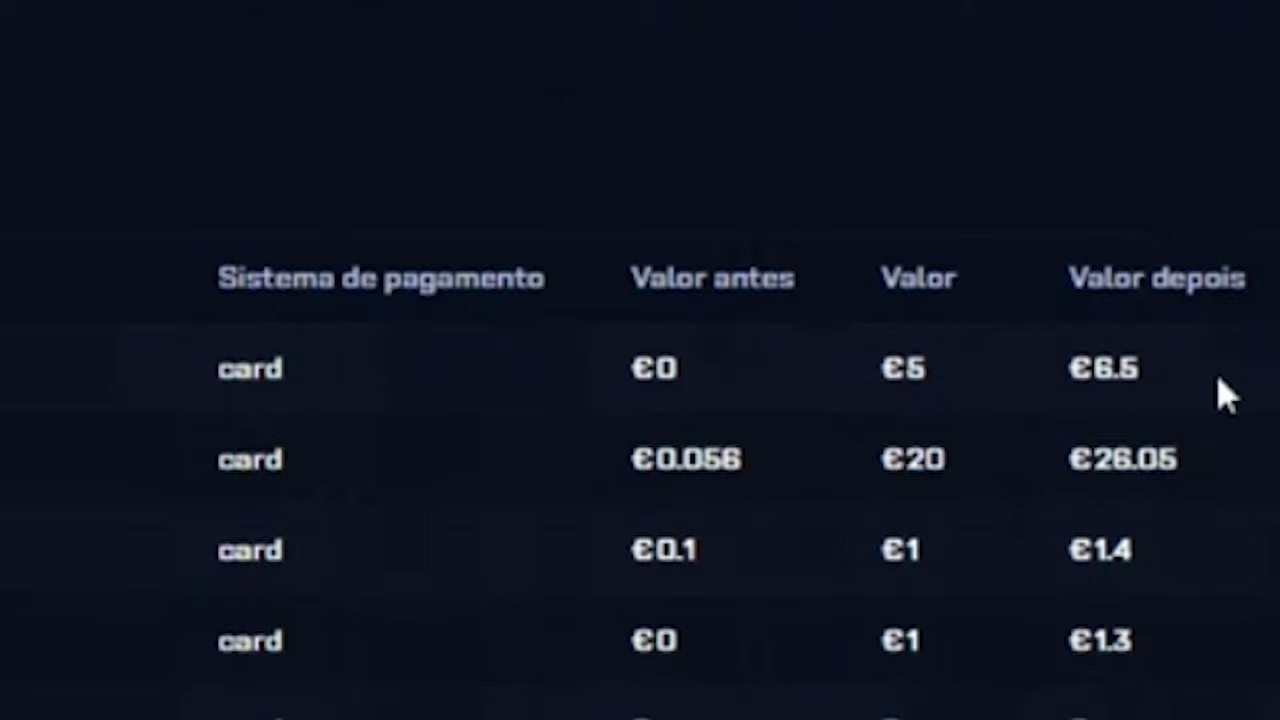 Sistema de pagamento Valor antes Valor Valor depois
card €0 €5 €6.5
card €0.056 €20 €26.05
card €0.1 €1 €1.4
card €0 €1 €1.3